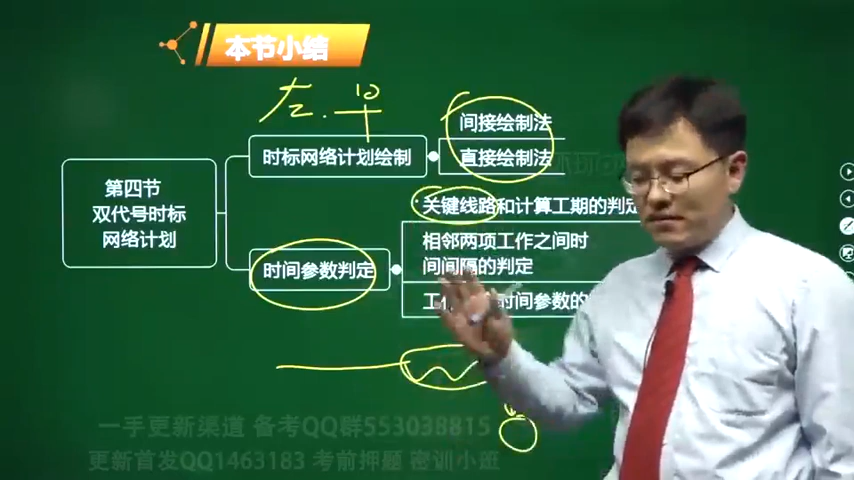 本节小结
左.早
间接绘制法
时标网络计划绘制
直接绘制法
第四节
双代号时标
网络计划
关键线路和计算工期的判定
相邻两项工作之间时
间间隔的判定
时间参数判定
时间参数的
一手更新渠道 备考QQ群553038815
更新首发QQ1463183 考前押题 密训小班